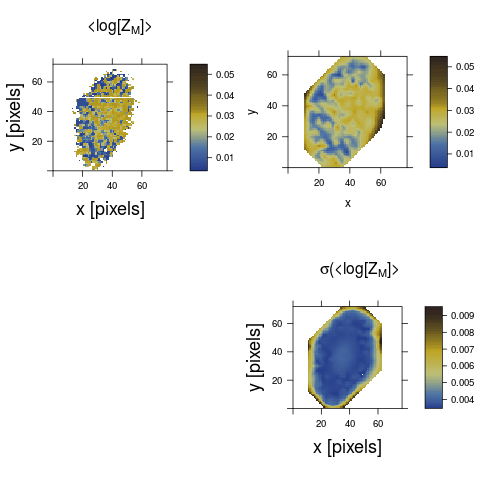 <log[Z_M]>
60
40
20
20 40 60
x [pixels]
y [pixels]
0.05
0.04
0.03
0.02
0.01
60
40
20
20 40 60
x
y
0.05
0.04
0.03
0.02
0.01
σ(<log[Z_M]>
60
40
20
20 40 60
x [pixels]
y [pixels]
0.009
0.008
0.007
0.006
0.005
0.004